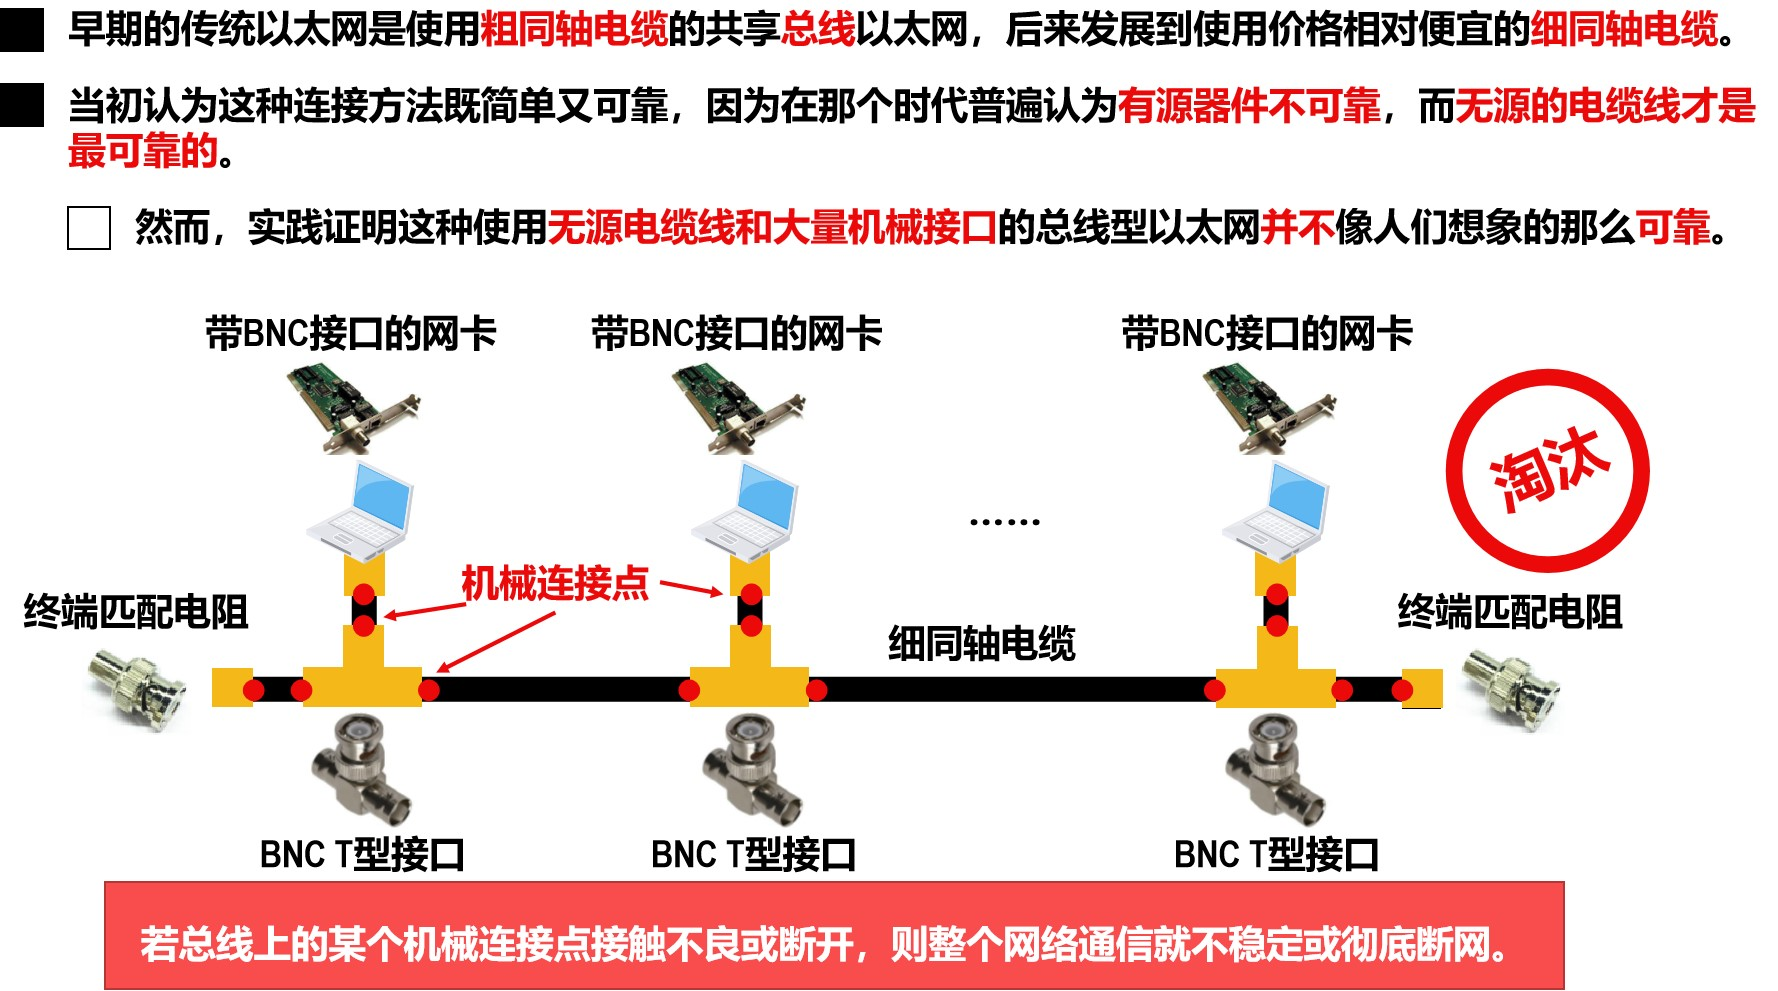 早期的传统以太网是使用粗同轴电缆的共享总线以太网，后来发展到使用价格相对便宜的细同轴电缆。
当初认为这种连接方法既简单又可靠，因为在那个时代普遍认为有源器件不可靠，而无源的电缆线才是
最可靠的。
然而，实践证明这种使用无源电缆线和大量机械接口的总线型以太网并不像人们想象的那么可靠。
带BNC接口的网卡
带BNC接口的网卡
带BNC接口的网卡
淘汰
……
机械连接点
终端匹配电阻
终端匹配电阻
细同轴电缆
BNC T型接口
BNC T型接口
BNC T型接口
若总线上的某个机械连接点接触不良或断开，则整个网络通信就不稳定或彻底断网。